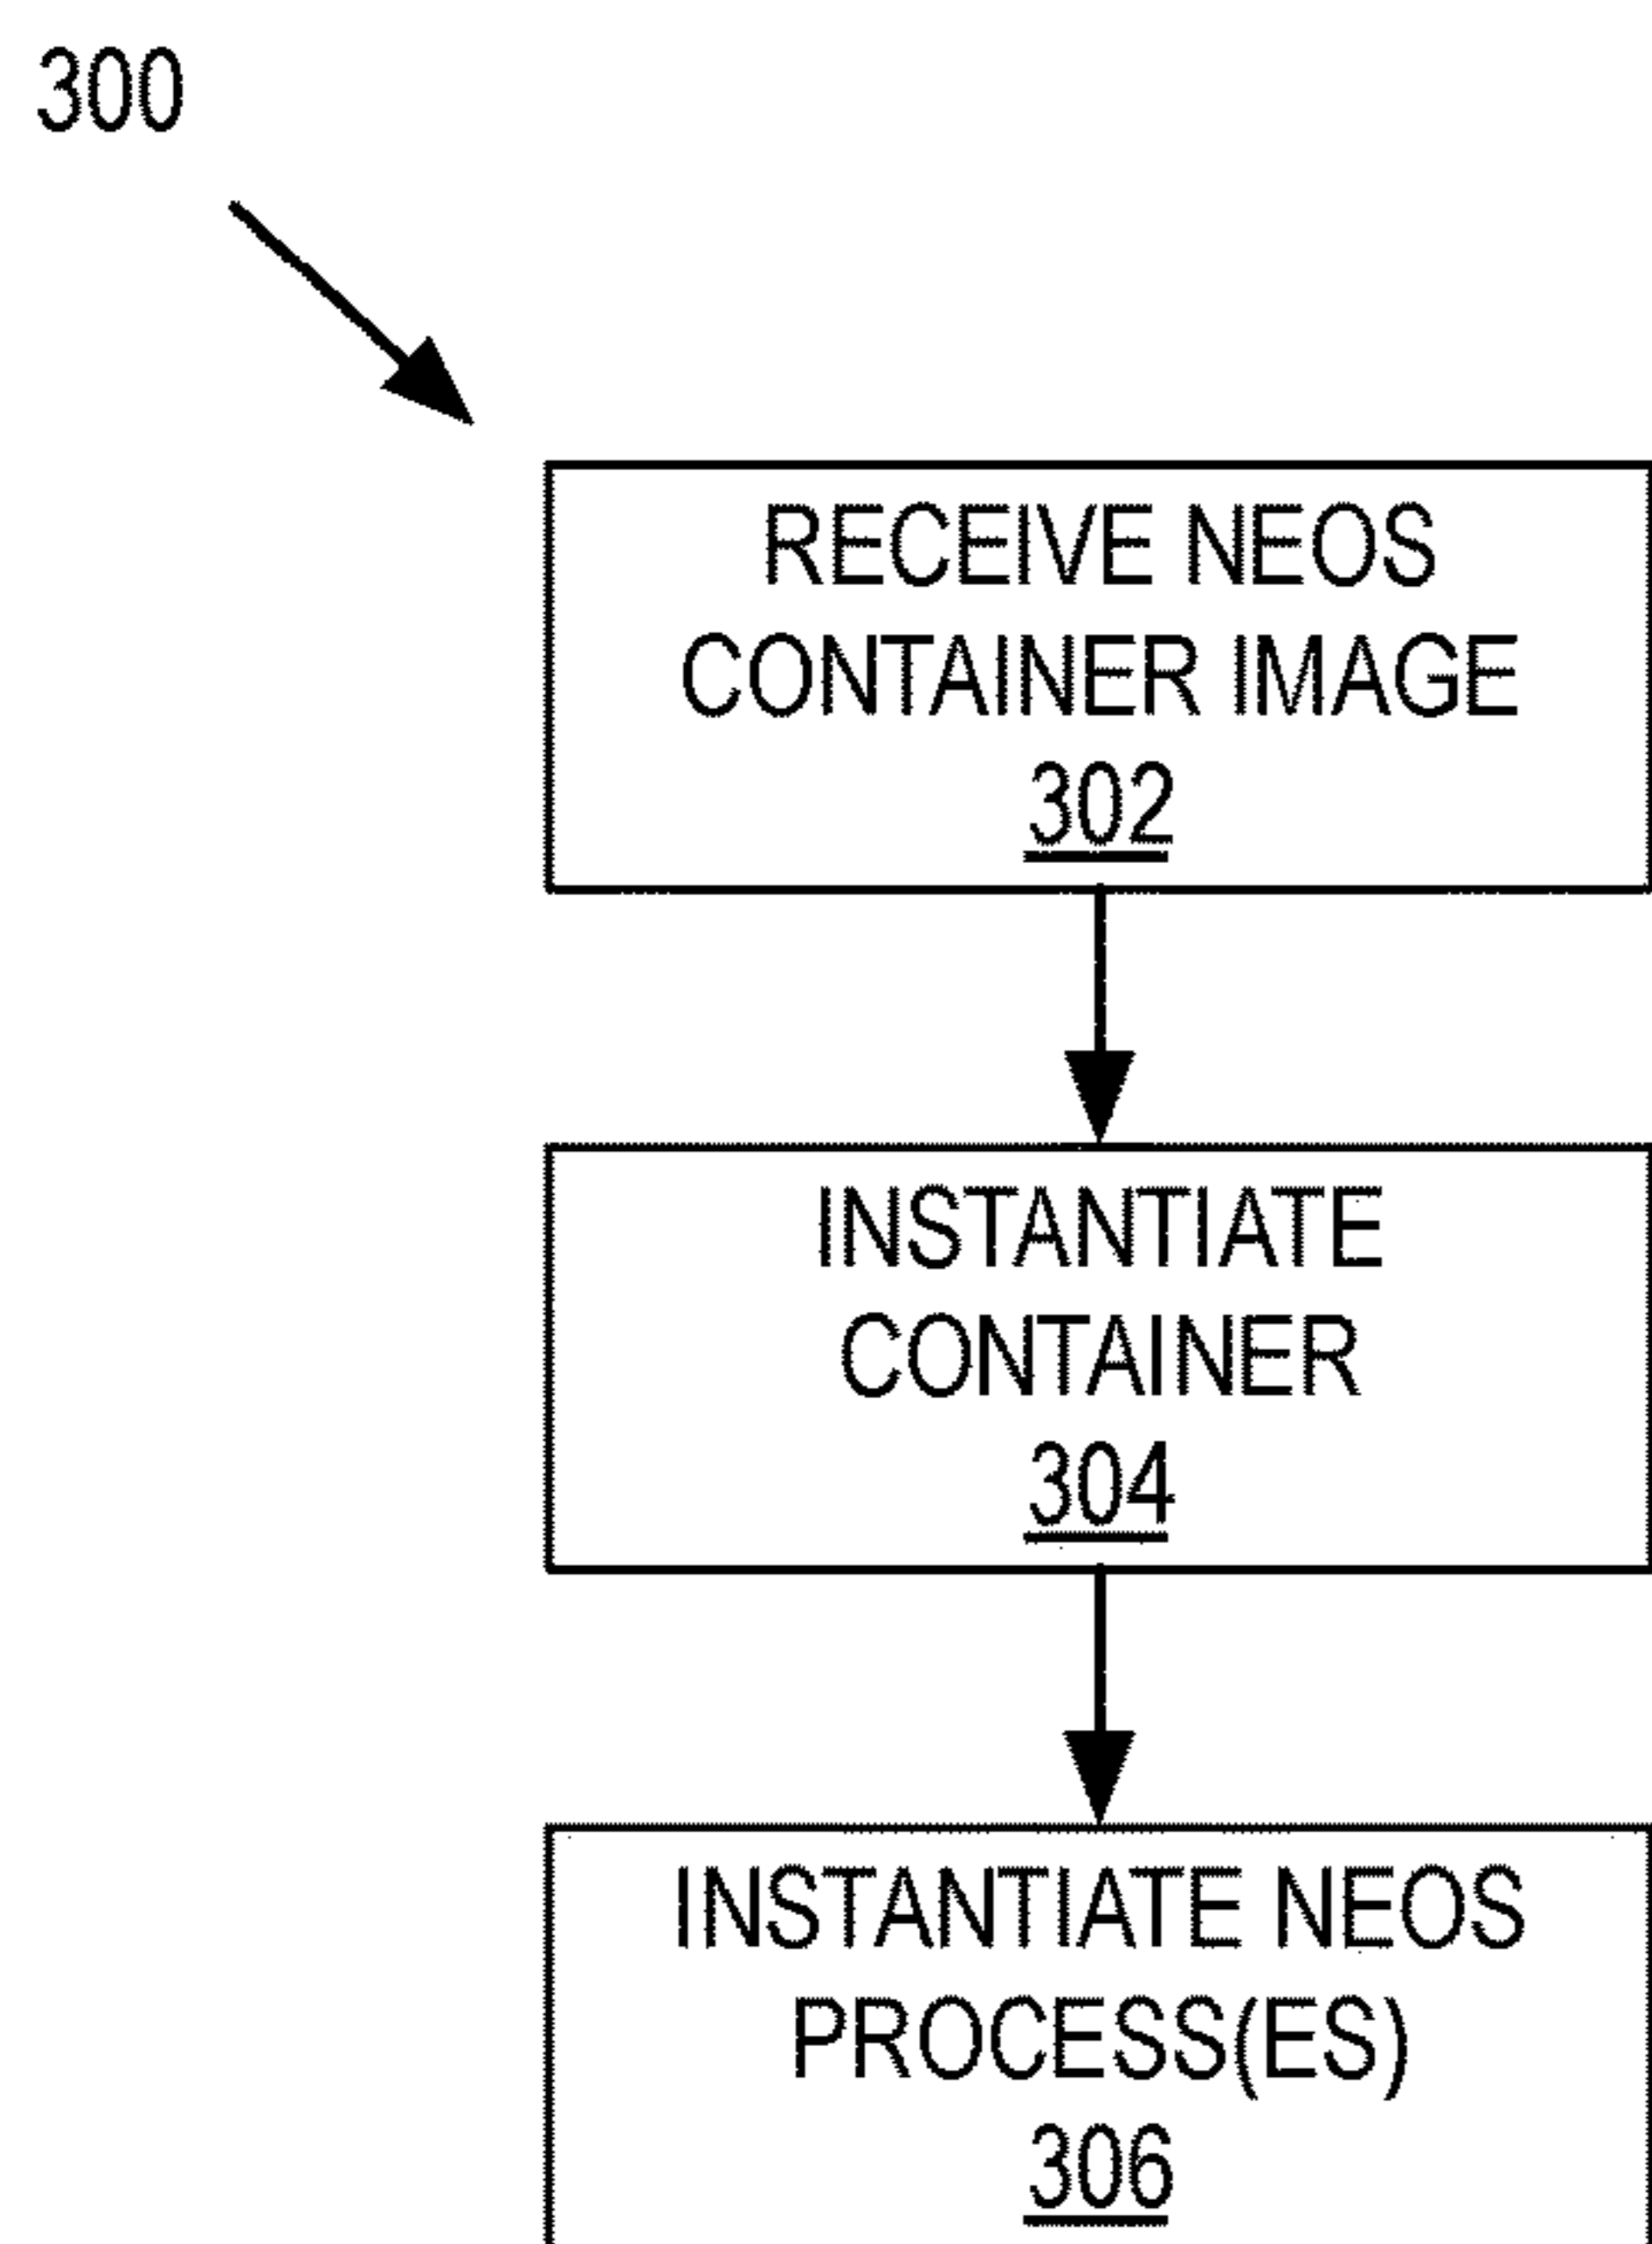 300
RECEIVE NEOS
CONTAINER IMAGE
302
INSTANTIATE
CONTAINER
304
INSTANTIATE NEOS
PROCESS(ES)
306